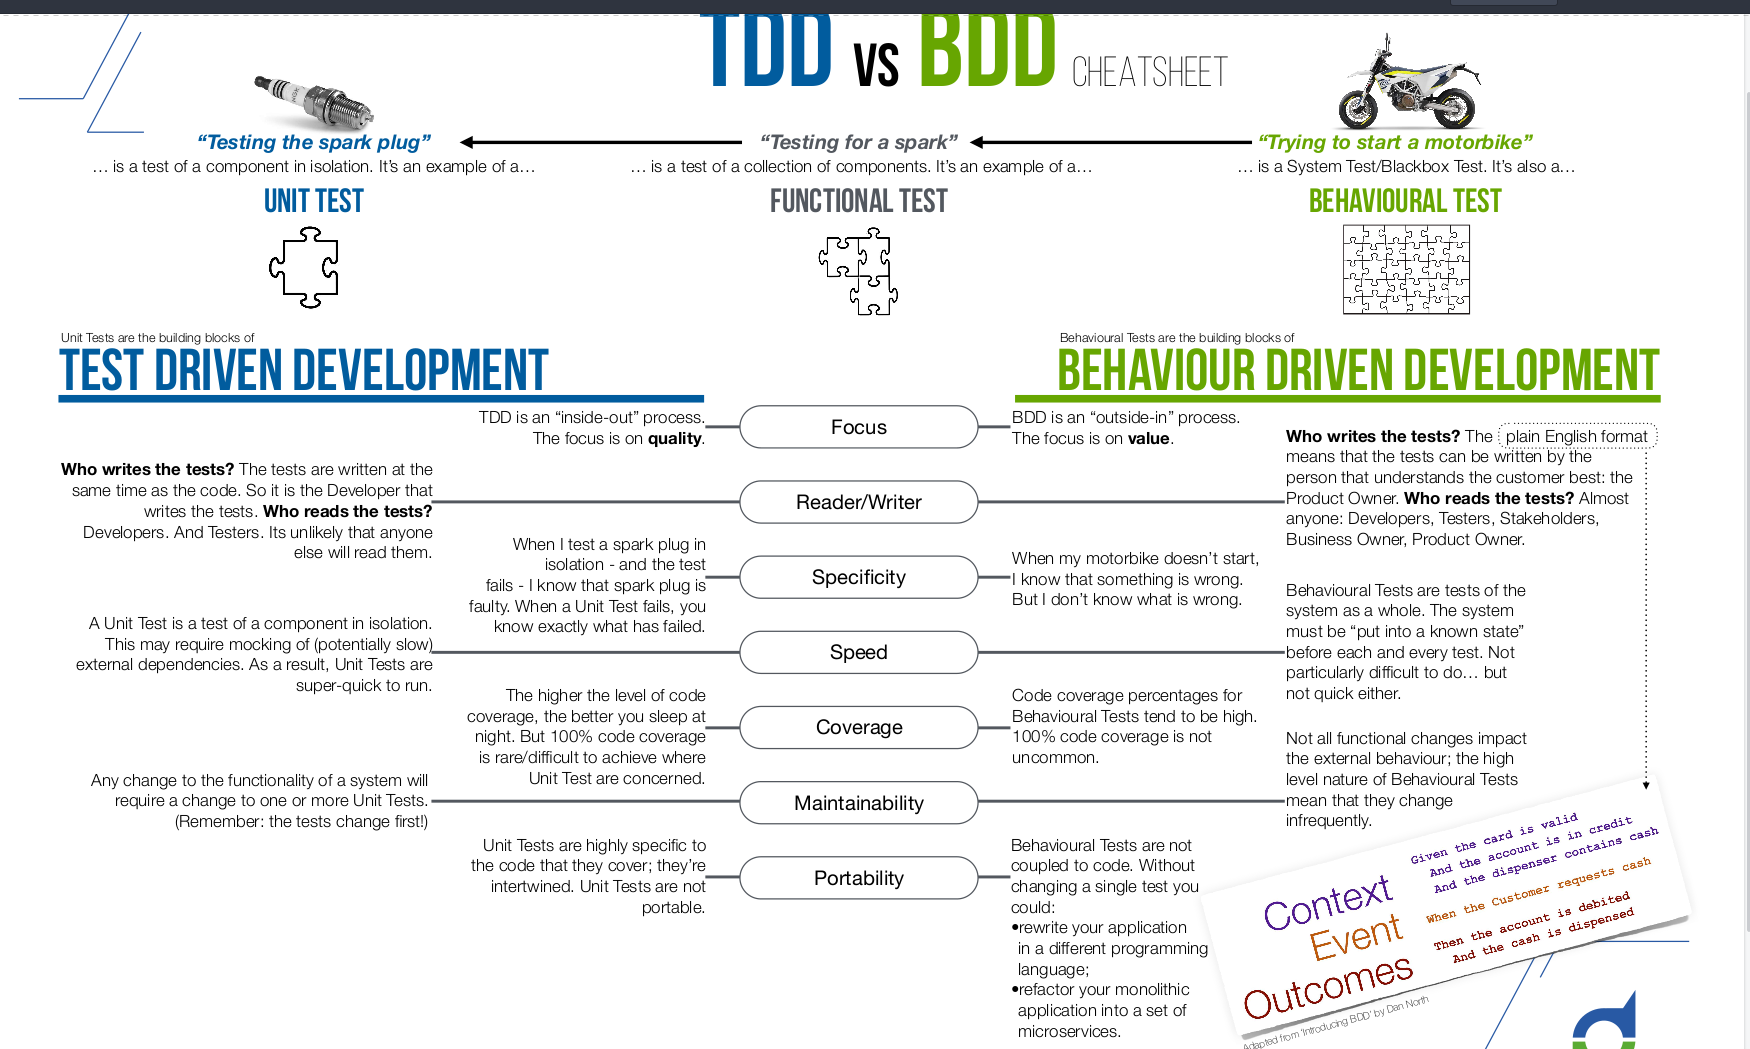 TDD VS BDD CHEATSHEET
“Testing the spark plug”
… is a test of a component in isolation. It’s an example of a…
UNIT TEST
“Testing for a spark”
… is a test of a collection of components. It’s an example of a…
FUNCTIONAL TEST
“Trying to start a motorbike”
… is a System Test/Blackbox Test. It’s also a…
BEHAVIOURAL TEST
Unit Tests are the building blocks of
TEST DRIVEN DEVELOPMENT
Behavioural Tests are the building blocks of
BEHAVIOUR DRIVEN DEVELOPMENT
TDD is an “inside-out” process.
The focus is on quality.
Focus
BDD is an “outside-in” process.
The focus is on value.
Who writes the tests? The tests are written at the
same time as the code. So it is the Developer that
writes the tests. Who reads the tests?
Developers. And Testers. Its unlikely that anyone
else will read them.
Reader/Writer
Who writes the tests? The plain English format
means that the tests can be written by the
person that understands the customer best: the
Product Owner. Who reads the tests? Almost
anyone: Developers, Testers, Stakeholders,
Business Owner, Product Owner.
When I test a spark plug in
isolation - and the test
fails - I know that spark plug is
faulty. When a Unit Test fails, you
know exactly what has failed.
Specificity
When my motorbike doesn’t start,
I know that something is wrong.
But I don’t know what is wrong.
A Unit Test is a test of a component in isolation.
This may require mocking of (potentially slow)
external dependencies. As a result, Unit Tests are
super-quick to run.
Speed
Behavioural Tests are tests of the
system as a whole. The system
must be “put into a known state”
before each and every test. Not
particularly difficult to do… but
not quick either.
The higher the level of code
coverage, the better you sleep at
night. But 100% code coverage
is rare/difficult to achieve where
Unit Test are concerned.
Coverage
Code coverage percentages for
Behavioural Tests tend to be high.
100% code coverage is not
uncommon.
Any change to the functionality of a system will
require a change to one or more Unit Tests.
(Remember: the tests change first!)
Maintainability
Not all functional changes impact
the external behaviour; the high
level nature of Behavioural Tests
mean that they change
infrequently.
Unit Tests are highly specific to
the code that they cover; they’re
intertwined. Unit Tests are not
portable.
Portability
Behavioural Tests are not
coupled to code. Without
changing a single test you
could:
•rewrite your application
in a different programming
language;
•refactor your monolithic
application into a set of
microservices.
Context
Given the card is valid
And the account is in credit
And the dispenser contains cash
Event
When the Customer requests cash
Outcomes
Then the account is debited
And the cash is dispensed
Adapted from 'Introducing BDD' by Dan North